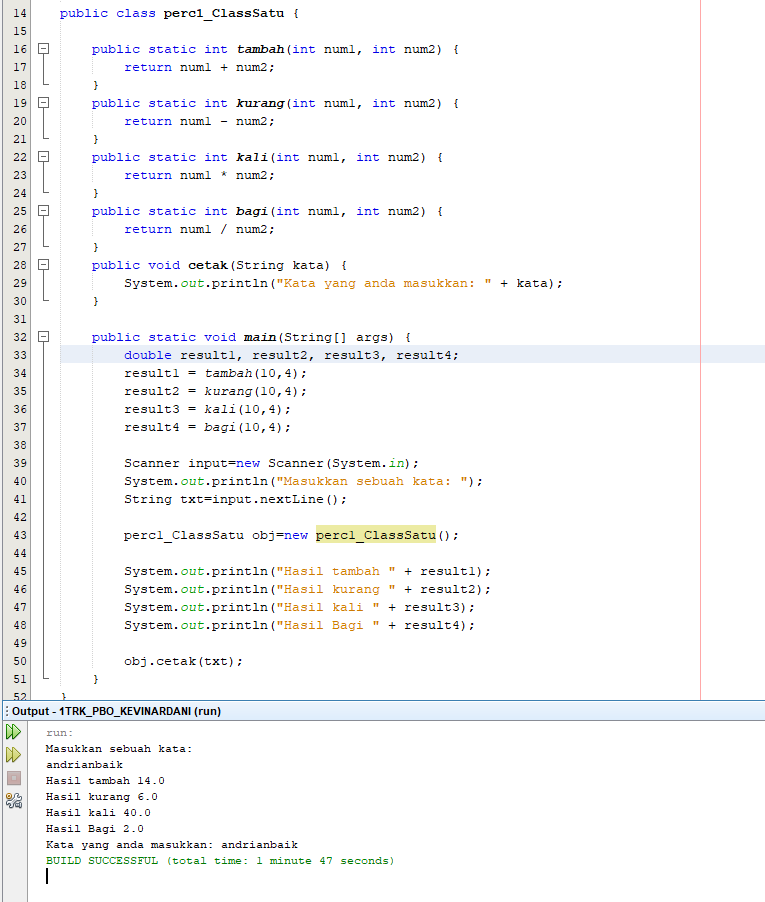 14 public class perc1_ClassSatu {
15
16 public static int tambah(int num1, int num2) {
17 return num1 + num2;
18 }
19 public static int kurang(int num1, int num2) {
20 return num1 - num2;
21 }
22 public static int kali(int num1, int num2) {
23 return num1 * num2;
24 }
25 public static int bagi(int num1, int num2) {
26 return num1 / num2;
27 }
28 public void cetak(String kata) {
29 System.out.println("Kata yang anda masukkan: " + kata);
30 }
31
32 public static void main(String[] args) {
33 double result1, result2, result3, result4;
34 result1 = tambah(10,4);
35 result2 = kurang(10,4);
36 result3 = kali(10,4);
37 result4 = bagi(10,4);
38
39 Scanner input=new Scanner(System.in);
40 System.out.println("Masukkan sebuah kata: ");
41 String txt=input.nextLine();
42
43 perc1_ClassSatu obj=new perc1_ClassSatu();
44
45 System.out.println("Hasil tambah " + result1);
46 System.out.println("Hasil kurang " + result2);
47 System.out.println("Hasil kali " + result3);
48 System.out.println("Hasil Bagi " + result4);
49
50 obj.cetak(txt);
51 }
52 }
Output - 1TRK_PBO_KEVINARDANI (run)
run:
Masukkan sebuah kata:
andrianbaik
Hasil tambah 14.0
Hasil kurang 6.0
Hasil kali 40.0
Hasil Bagi 2.0
Kata yang anda masukkan: andrianbaik
BUILD SUCCESSFUL (total time: 1 minute 47 seconds)